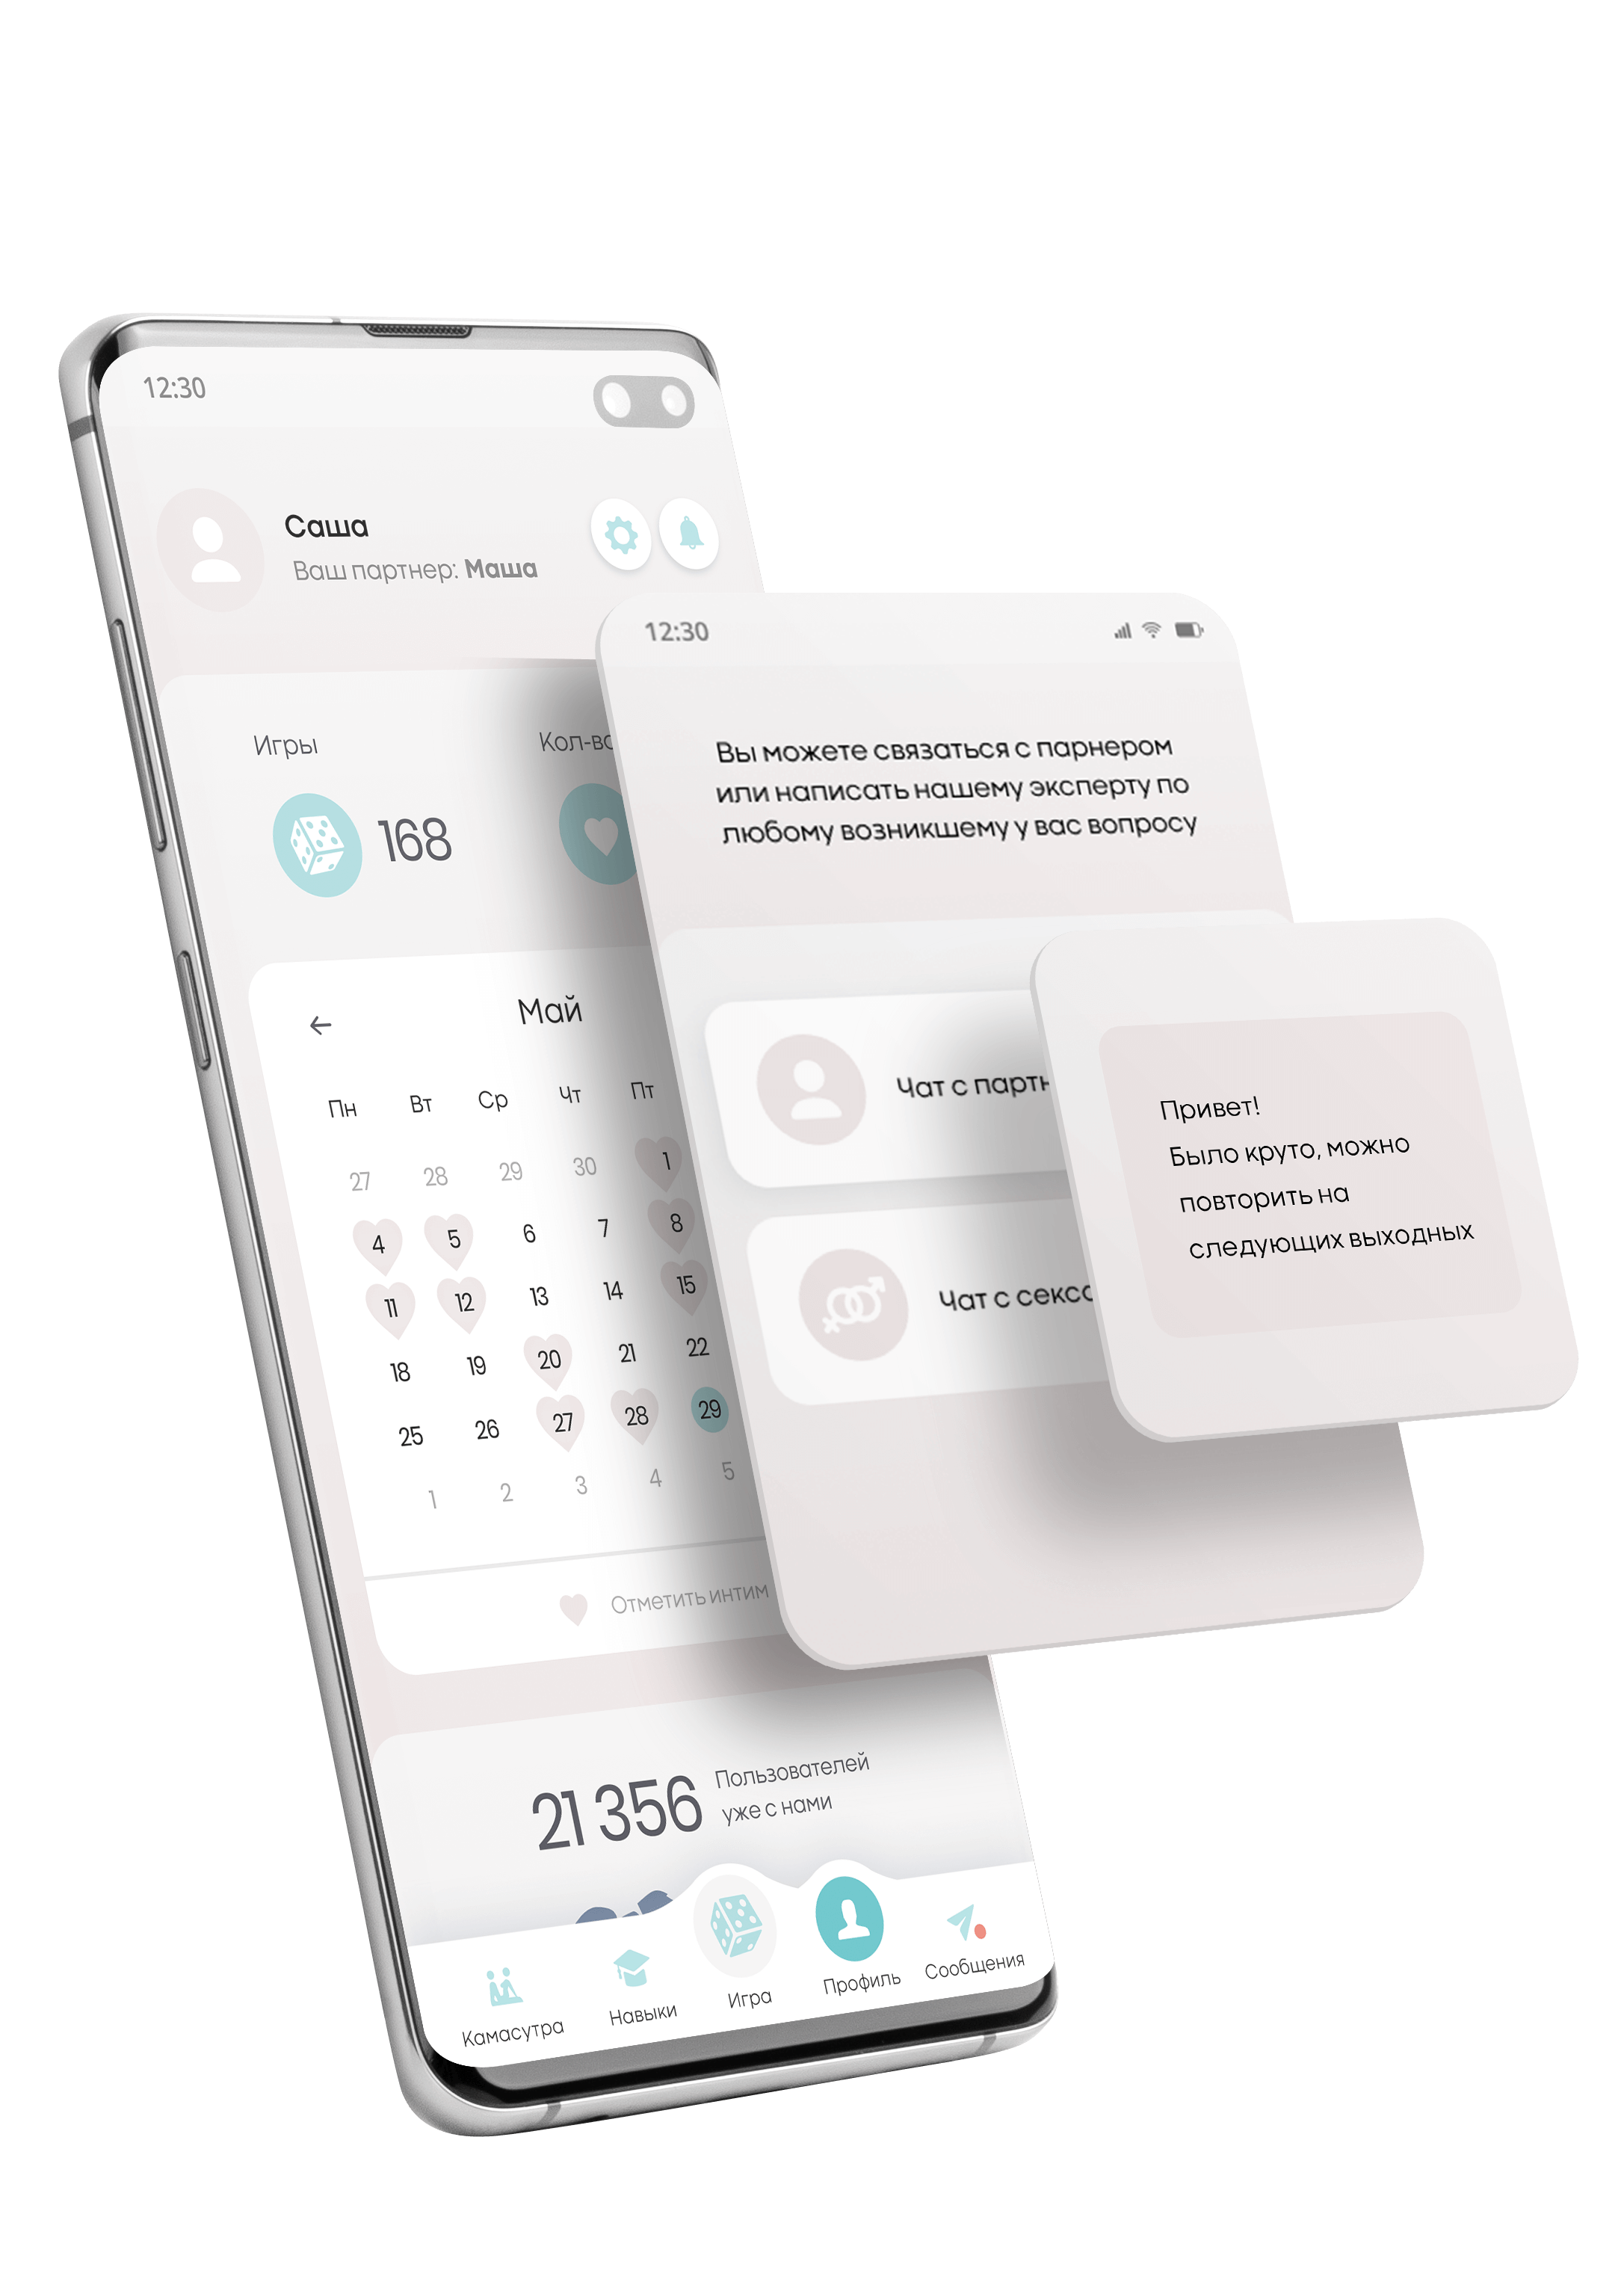 12:30
Саша
Ваш партнер: Маша
Игры
168
Май
Пн Вт Ср Чт Пт
27 28 29 30 1
4 5 6 7 8
11 12 13 14 15
18 19 20 21 22
25 26 27 28 29
1 2 3 4 5
Отметить интим
21 356
Пользователей
уже с нами
Камасутра
Навыки
Игра
Профиль
Сообщения
12:30
Вы можете связаться с парнером
или написать нашему эксперту по
любому возникшему у вас вопросу
Чат с
Чат с
Привет!
Было круто, можно
повторить на
следующих выходных